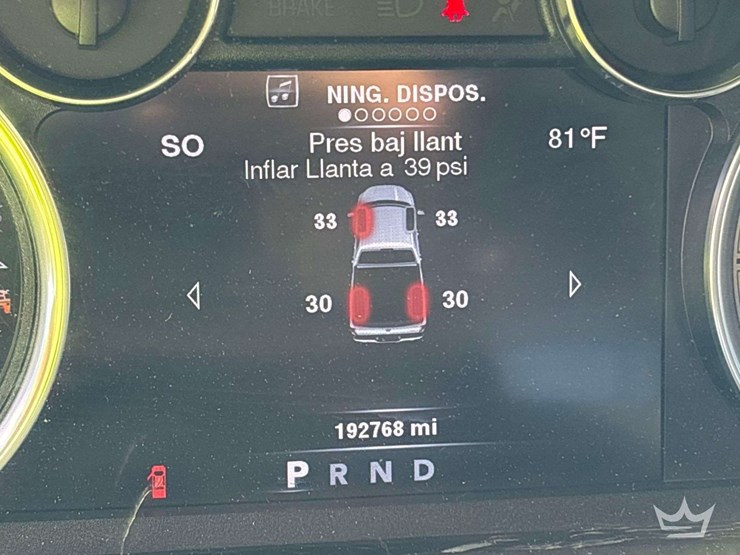 BRAKE
NING. DISPOS.
SO
Pres baj llant
81°F
Inflar Llanta a 39 psi
33
33
30
30
192768 mi
P R N D